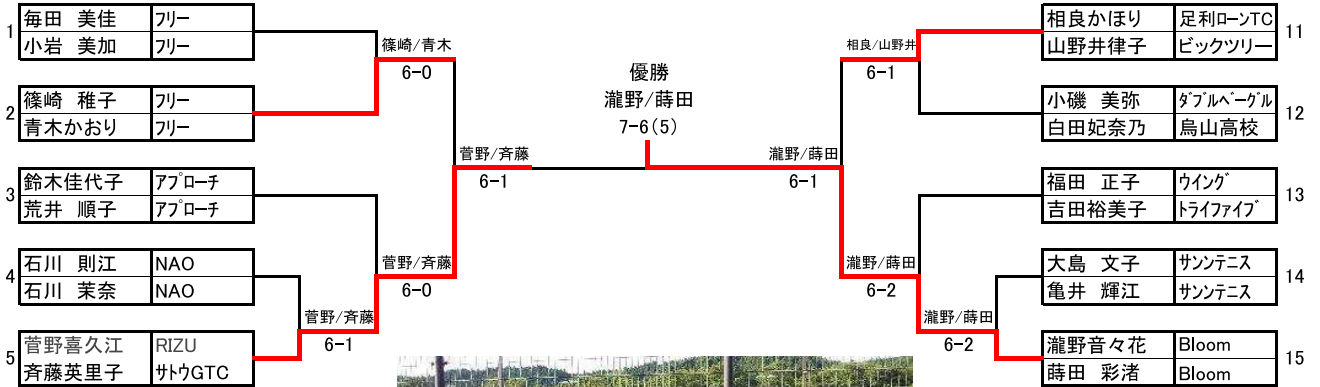 1 毎田 美佳 フリー
小岩 美加 フリー
篠崎/青木
6-0
2 篠崎 稚子 フリー
青木かおり フリー
菅野/斉藤
6-1
3 鈴木佳代子 アプローチ
荒井 順子 アプローチ
菅野/斉藤
6-0
4 石川 則江 NAO
石川 茉奈 NAO
菅野/斉藤
6-1
5 菅野喜久江 RIZU
斉藤英里子 サトウGTC
優勝
瀧野/蒔田
7-6(5)
相良かほり 足利ローンTC 11
山野井律子 ビックツリー
相良/山野井
6-1
小磯 美弥 ダブルベーグル 12
白田妃奈乃 烏山高校
瀧野/蒔田
6-1
福田 正子 ウイング 13
吉田裕美子 トライファイブ
瀧野/蒔田
6-2
大島 文子 サンンテニス 14
亀井 輝江 サンンテニス
瀧野/蒔田
6-2
瀧野音々花 Bloom 15
蒔田 彩渚 Bloom